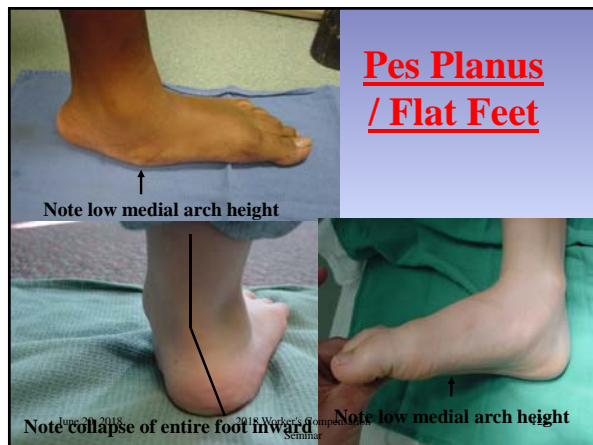 Pes Planus
/ Flat Feet
Note low medial arch height
Note collapse of entire foot inward
Note low medial arch height
June 20, 2018
2018 Worker's Compensation
Seminar